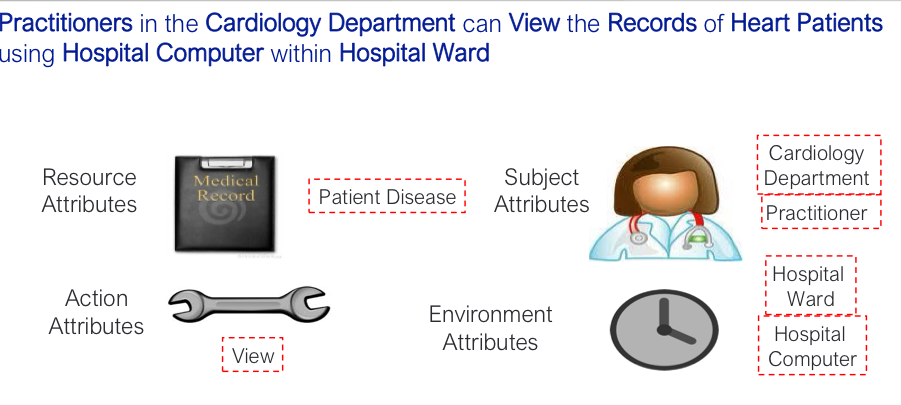 Practitioners in the Cardiology Department can View the Records of Heart Patients
using Hospital Computer within Hospital Ward
Resource
Attributes
Medical
Record
Patient Disease
Subject
Attributes
Cardiology
Department
Practitioner
Action
Attributes
View
Environment
Attributes
Hospital
Ward
Hospital
Computer